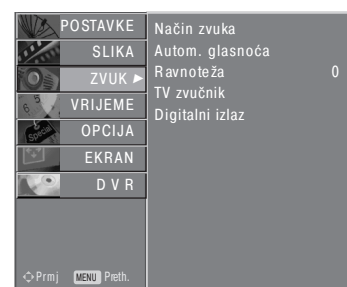 POSTAVKE
SLIKA
ZVUK
VRIJEME
OPCIJA
EKRAN
DVR
Način zvuka
Autom. glasnoća
Ravnoteža 0
TV zvučnik
Digitalni izlaz
Prmj MENU Preth.